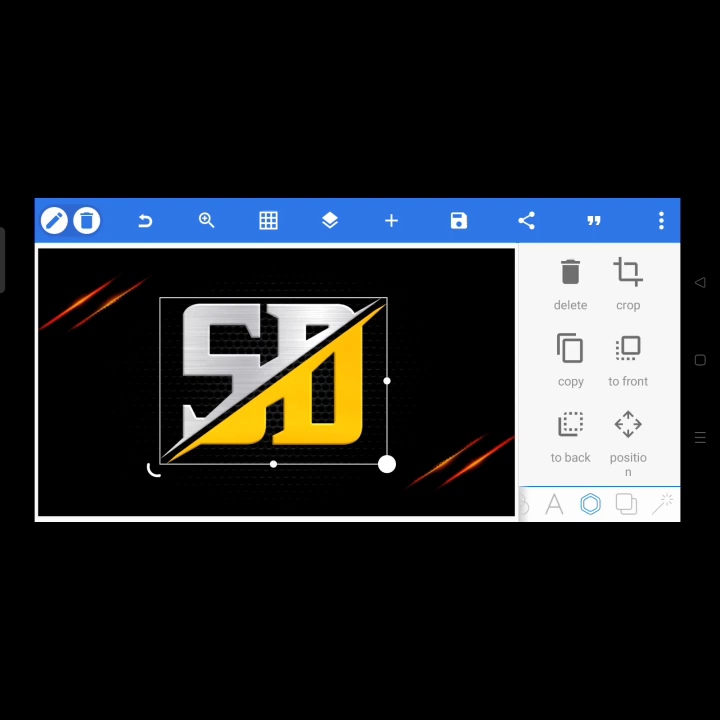 SD
delete
crop
copy
to front
to back
positio
n